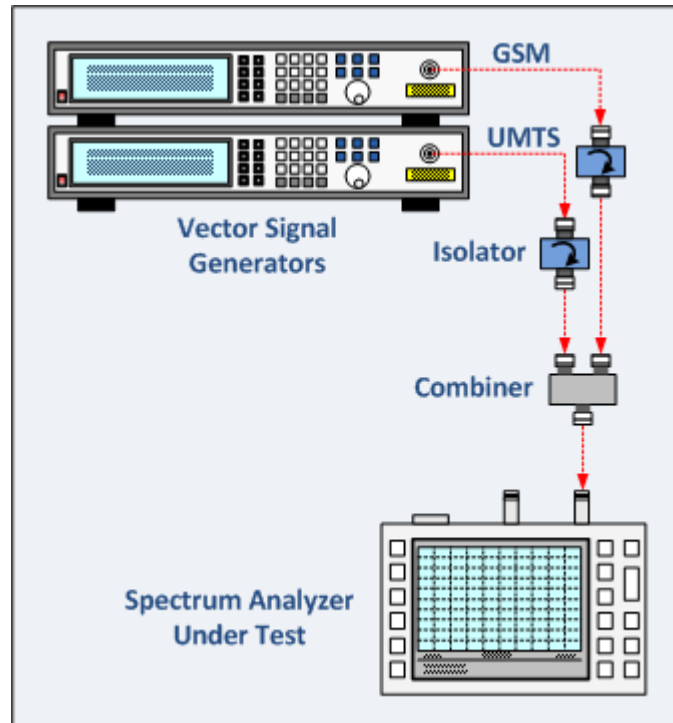 GSM
UMTS
Vector Signal
Generators
Isolator
Combiner
Spectrum Analyzer
Under Test